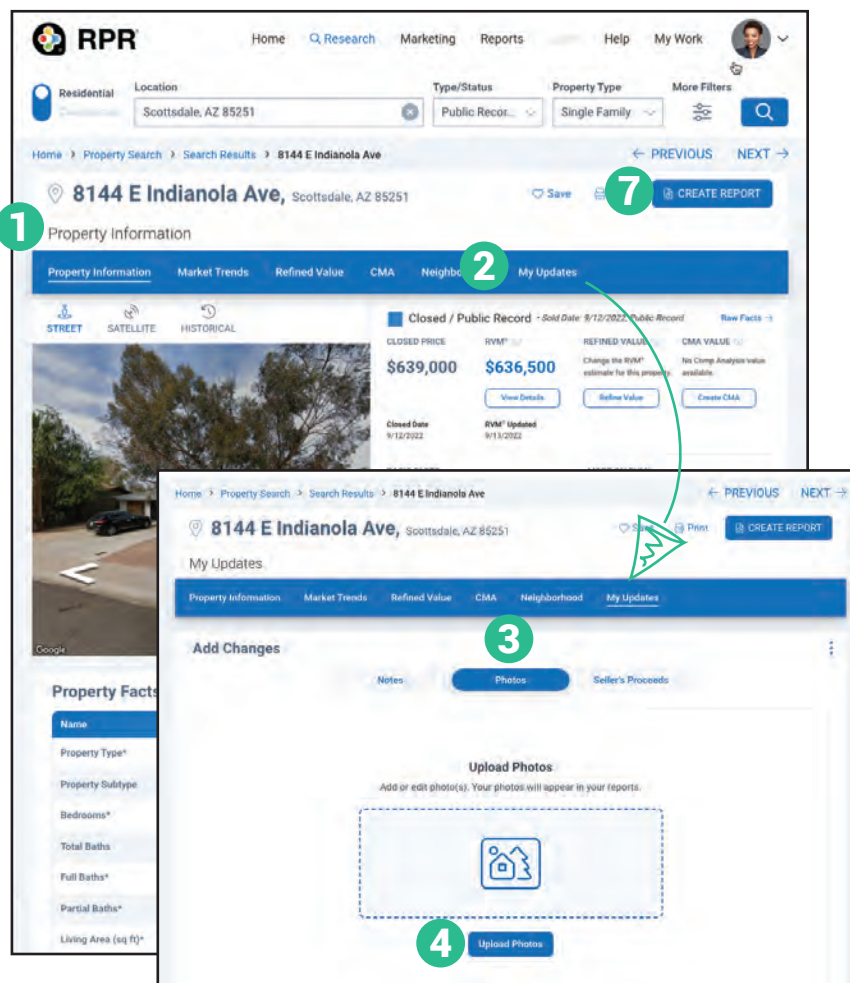 RPR
Home Research Marketing Reports Help My Work
Residential
Location Type/Status Property Type More Filters
Scottsdale, AZ 85251 Public Recor... Single Family
Home > Property Search > Search Results > 8144 E Indianola Ave
← PREVIOUS NEXT →
8144 E Indianola Ave, Scottsdale, AZ 85251
Save
7
CREATE REPORT
1
Property Information
Property Information Market Trends Refined Value CMA Neighbo 2 My Updates
STREET SATELLITE HISTORICAL
Closed / Public Record - Sold Date: 9/12/2022, Public Record Raw Facts →
CLOSED PRICE RVM® REFINED VALUE CMA VALUE
$639,000 $636,500
Change the RVM®
estimate for this property.
No Comp Analysis value
available.
View Details Refine Value Create CMA
Closed Date RVM® Updated
9/12/2022 9/13/2022
Google
Property Facts
Name
Property Type*
Property Subtype
Bedrooms*
Total Baths
Full Baths*
Partial Baths*
Living Area (sq ft)*
Home > Property Search > Search Results > 8144 E Indianola Ave
← PREVIOUS NEXT →
8144 E Indianola Ave, Scottsdale, AZ 85251
Print CREATE REPORT
My Updates
Property Information Market Trends Refined Value CMA Neighborhood My Updates
Add Changes
3
Notes Photos Seller's Proceeds
Upload Photos
Add or edit photo(s). Your photos will appear in your reports.
4
Upload Photos